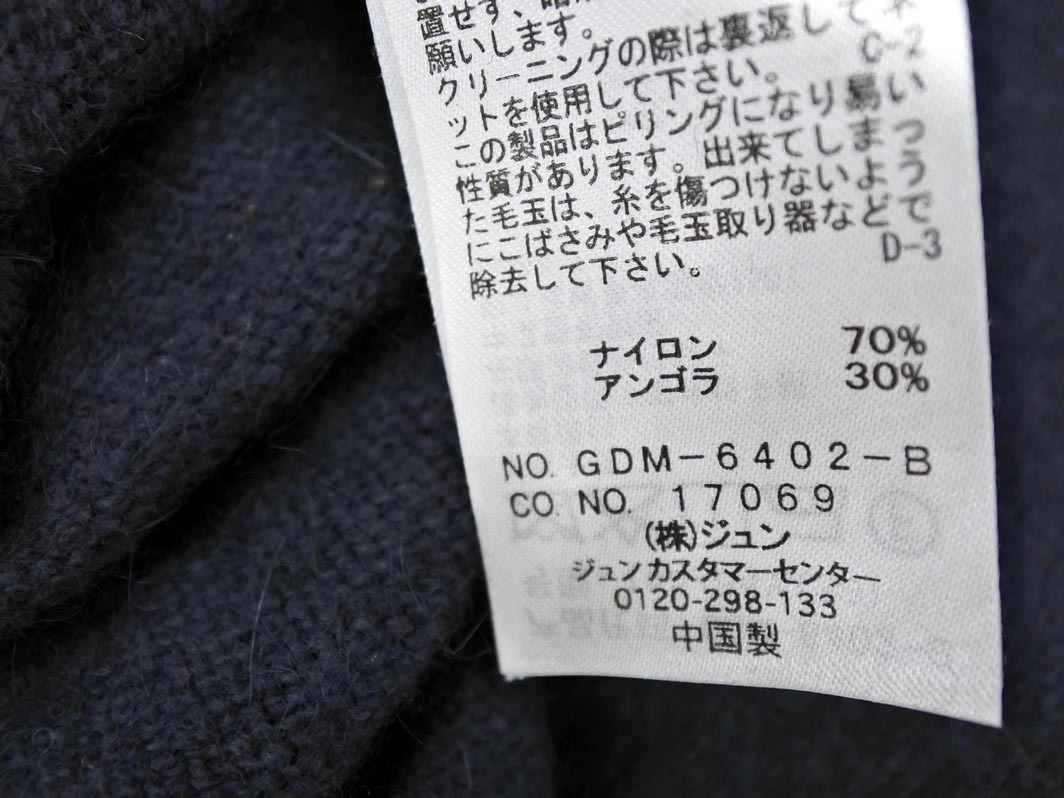 置せず、
願いします。 C-2
クリーニングの際は裏返してネ
ットを使用して下さい。
この製品はピリングになり易い
性質があります。出来てしまっ
た毛玉は、糸を傷つけないよう
にこばさみや毛玉取り器などで
除去して下さい。 D-3
ナイロン 70%
アンゴラ 30%
NO. GDM-6402-B
CO. NO. 17069
(株)ジュン
ジュンカスタマーセンター
0120-298-133
中国製